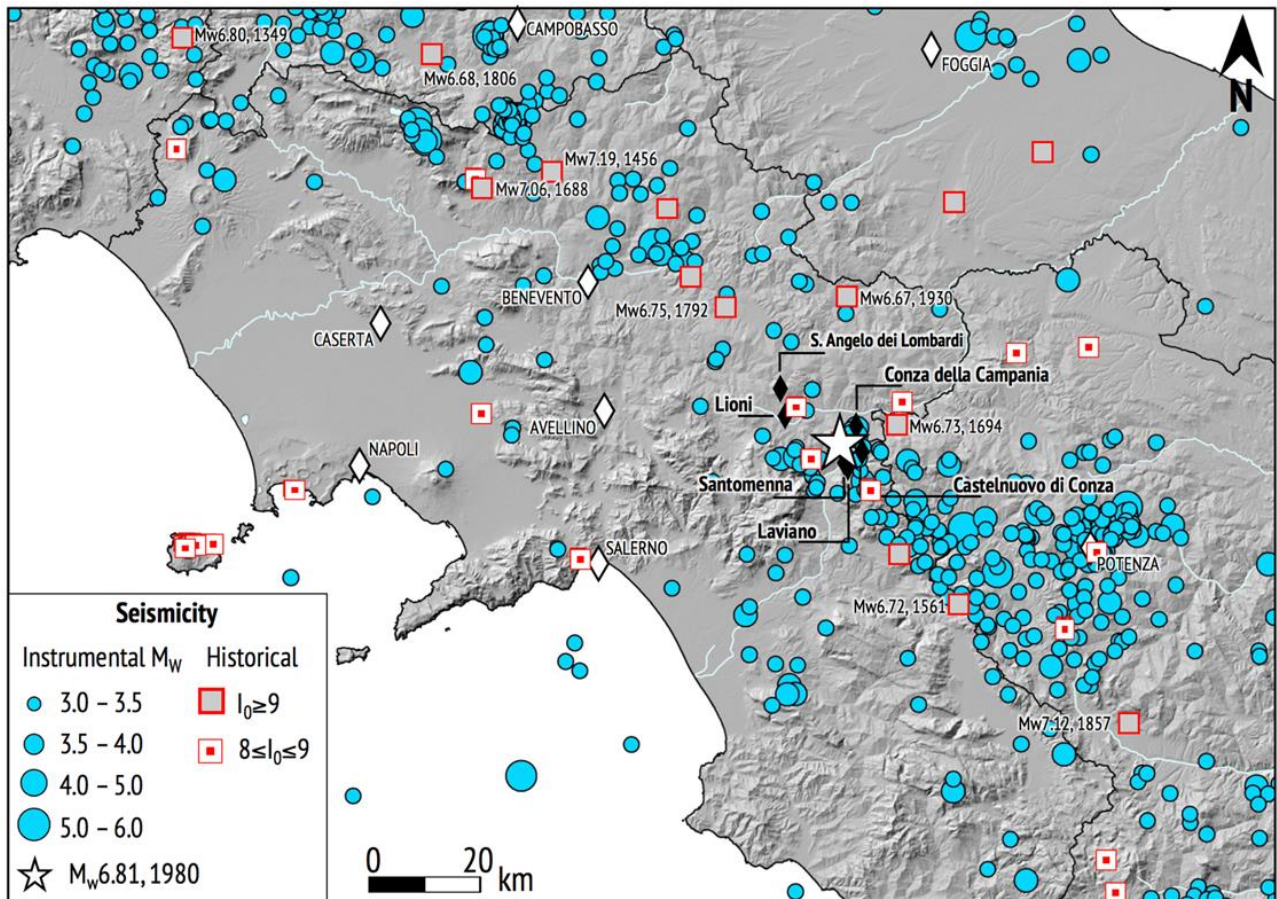 CAMPOBASSO
Mw6.80, 1349
FOGGIA
Mw6.68, 1806
N
Mw7.19, 1456
Mw7.06, 1688
BENEVENTO
Mw6.67, 1930
Mw6.75, 1792
CASERTA
S. Angelo dei Lombardi
Conza della Campania
Lioni
AVELLINO
Mw6.73, 1694
NAPOLI
Santomenna
Castelnuovo di Conza
Laviano
SALERNO
POTENZA
Mw6.72, 1561
Mw7.12, 1857
Seismicity
Instrumental MW Historical
3.0 – 3.5 I0≥9
3.5 – 4.0 8≤I0≤9
4.0 – 5.0
5.0 – 6.0
Mw6.81, 1980
0 20
km